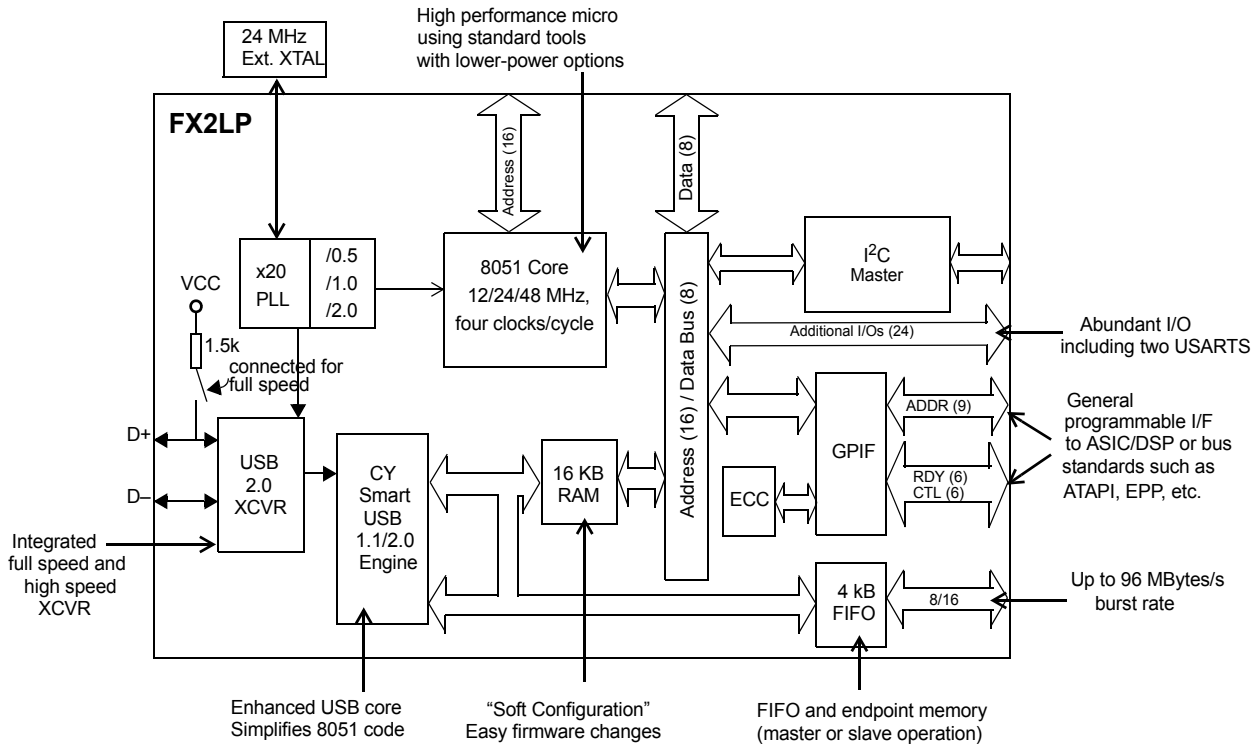 High performance micro
using standard tools
with lower-power options
24 MHz
Ext. XTAL
FX2LP
Address (16)
Data (8)
x20
PLL
/0.5
/1.0
/2.0
8051 Core
12/24/48 MHz,
four clocks/cycle
I²C
Master
VCC
1.5k
connected for
full speed
Additional I/Os (24)
Abundant I/O
including two USARTS
Address (16) / Data Bus (8)
ADDR (9)
General
programmable I/F
to ASIC/DSP or bus
standards such as
ATAPI, EPP, etc.
D+
D–
USB
2.0
XCVR
CY
Smart
USB
1.1/2.0
Engine
16 KB
RAM
ECC
GPIF
RDY (6)
CTL (6)
Integrated
full speed and
high speed
XCVR
4 kB
FIFO
8/16
Up to 96 MBytes/s
burst rate
Enhanced USB core
Simplifies 8051 code
“Soft Configuration”
Easy firmware changes
FIFO and endpoint memory
(master or slave operation)